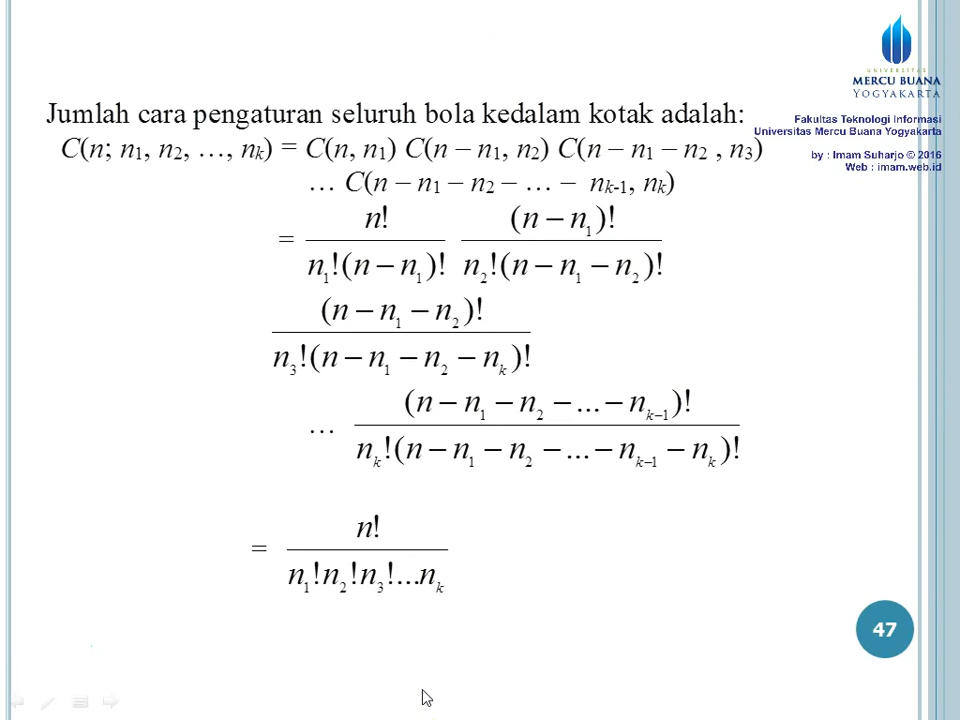 UNIVERSITAS
MERCU BUANA
YOGYAKARTA
Fakultas Teknologi Informasi
Universitas Mercu Buana Yogyakarta
by : Imam Suharjo © 2016
Web : imam.web.id
Jumlah cara pengaturan seluruh bola kedalam kotak adalah:
C(n; n₁, n₂, …, nₖ) = C(n, n₁) C(n – n₁, n₂) C(n – n₁ – n₂ , n₃)
… C(n – n₁ – n₂ – … – nₖ₋₁, nₖ)
= n! / n₁!(n − n₁)! (n − n₁)! / n₂!(n − n₁ − n₂)!
(n − n₁ − n₂)! / n₃!(n − n₁ − n₂ − nₖ)!
… (n − n₁ − n₂ − ... − nₖ₋₁)! / nₖ!(n − n₁ − n₂ − ... − nₖ₋₁ − nₖ)!
= n! / n₁!n₂!n₃!...nₖ
47